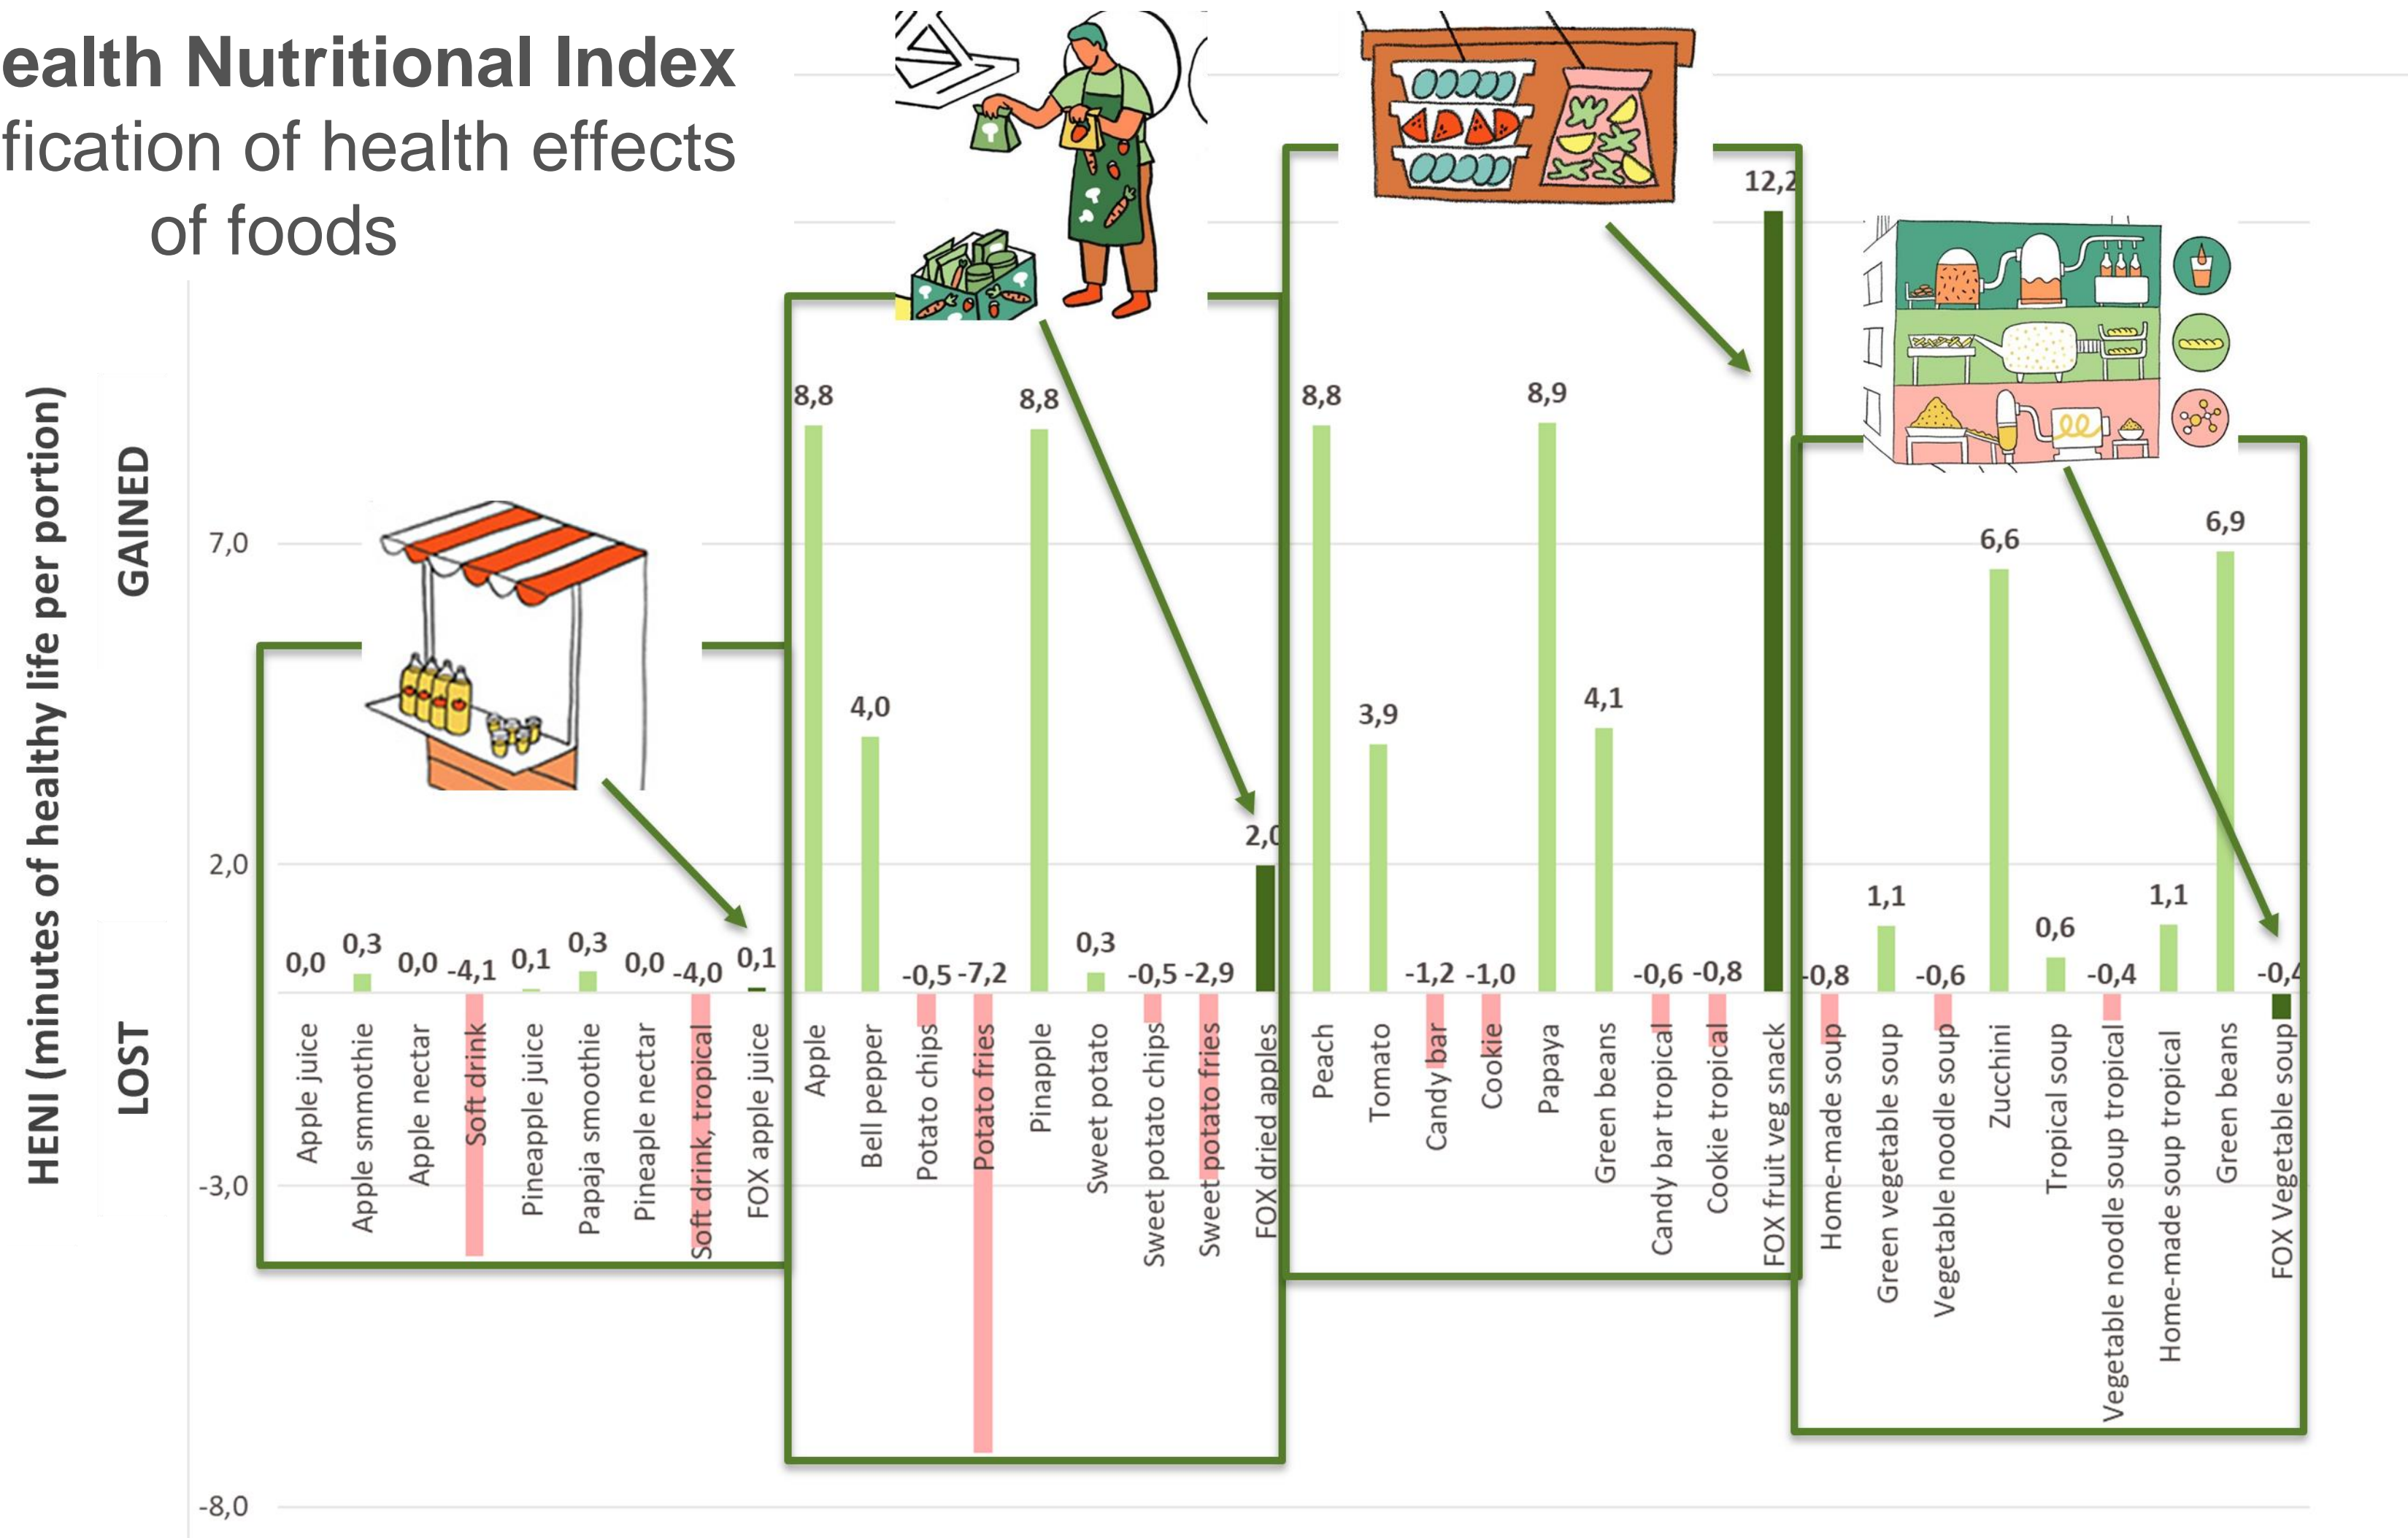 ealth Nutritional Index
fication of health effects
of foods
HENI (minutes of healthy life per portion)
GAINED
LOST
7,0
2,0
-3,0
-8,0
0,0
0,3
0,0
-4,1
0,1
0,3
0,0
-4,0
0,1
8,8
4,0
-0,5
-7,2
8,8
0,3
-0,5
-2,9
2,0
8,8
3,9
-1,2
-1,0
8,9
4,1
-0,6
-0,8
12,2
-0,8
1,1
-0,6
6,6
0,6
-0,4
1,1
6,9
-0,4
Apple juice
Apple smmothie
Apple nectar
Soft drink
Pineapple juice
Papaja smoothie
Pineaple nectar
Soft drink, tropical
FOX apple juice
Apple
Bell pepper
Potato chips
Potato fries
Pinapple
Sweet potato
Sweet potato chips
Sweet potato fries
FOX dried apples
Peach
Tomato
Candy bar
Cookie
Papaya
Green beans
Candy bar tropical
Cookie tropical
FOX fruit veg snack
Home-made soup
Green vegetable soup
Vegetable noodle soup
Zucchini
Tropical soup
Vegetable noodle soup tropical
Home-made soup tropical
Green beans
FOX Vegetable soup